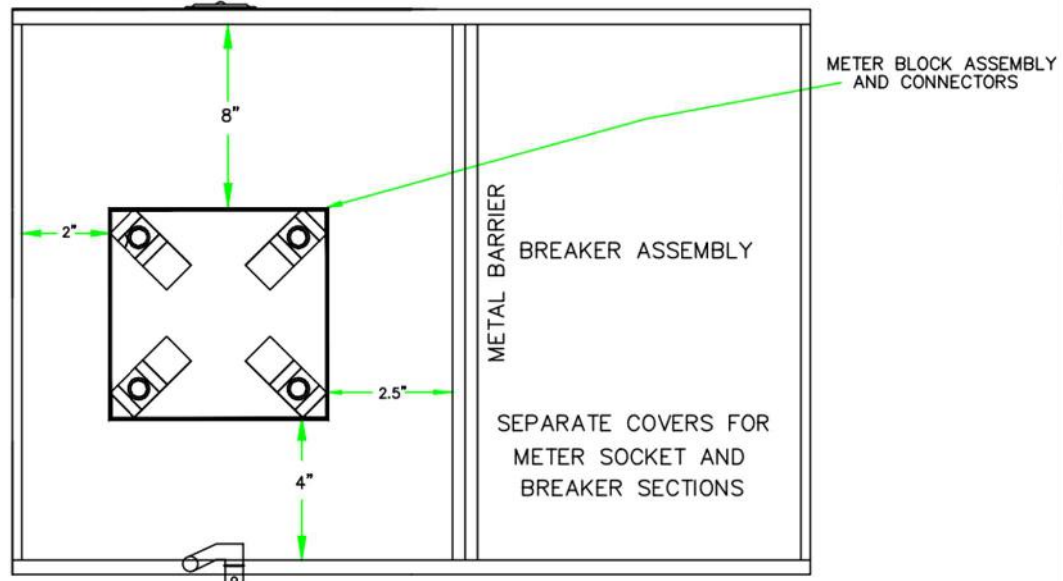 METER BLOCK ASSEMBLY
AND CONNECTORS
8"
2"
METAL BARRIER
BREAKER ASSEMBLY
2.5"
SEPARATE COVERS FOR
METER SOCKET AND
BREAKER SECTIONS
4"